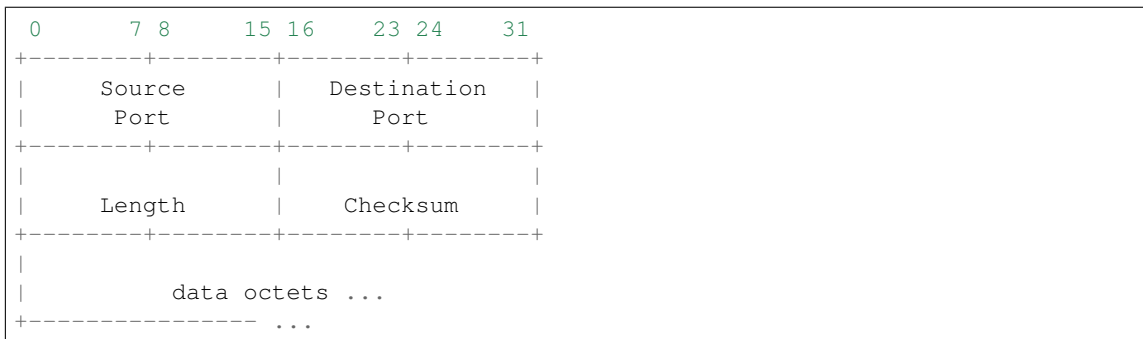 0      7 8     15 16    23 24    31
+--------+--------+--------+--------+
|     Source      |   Destination   |
|      Port       |      Port       |
+--------+--------+--------+--------+
|                 |                 |
|     Length      |    Checksum     |
+--------+--------+--------+--------+
|
|          data octets ...
+---------------- ...